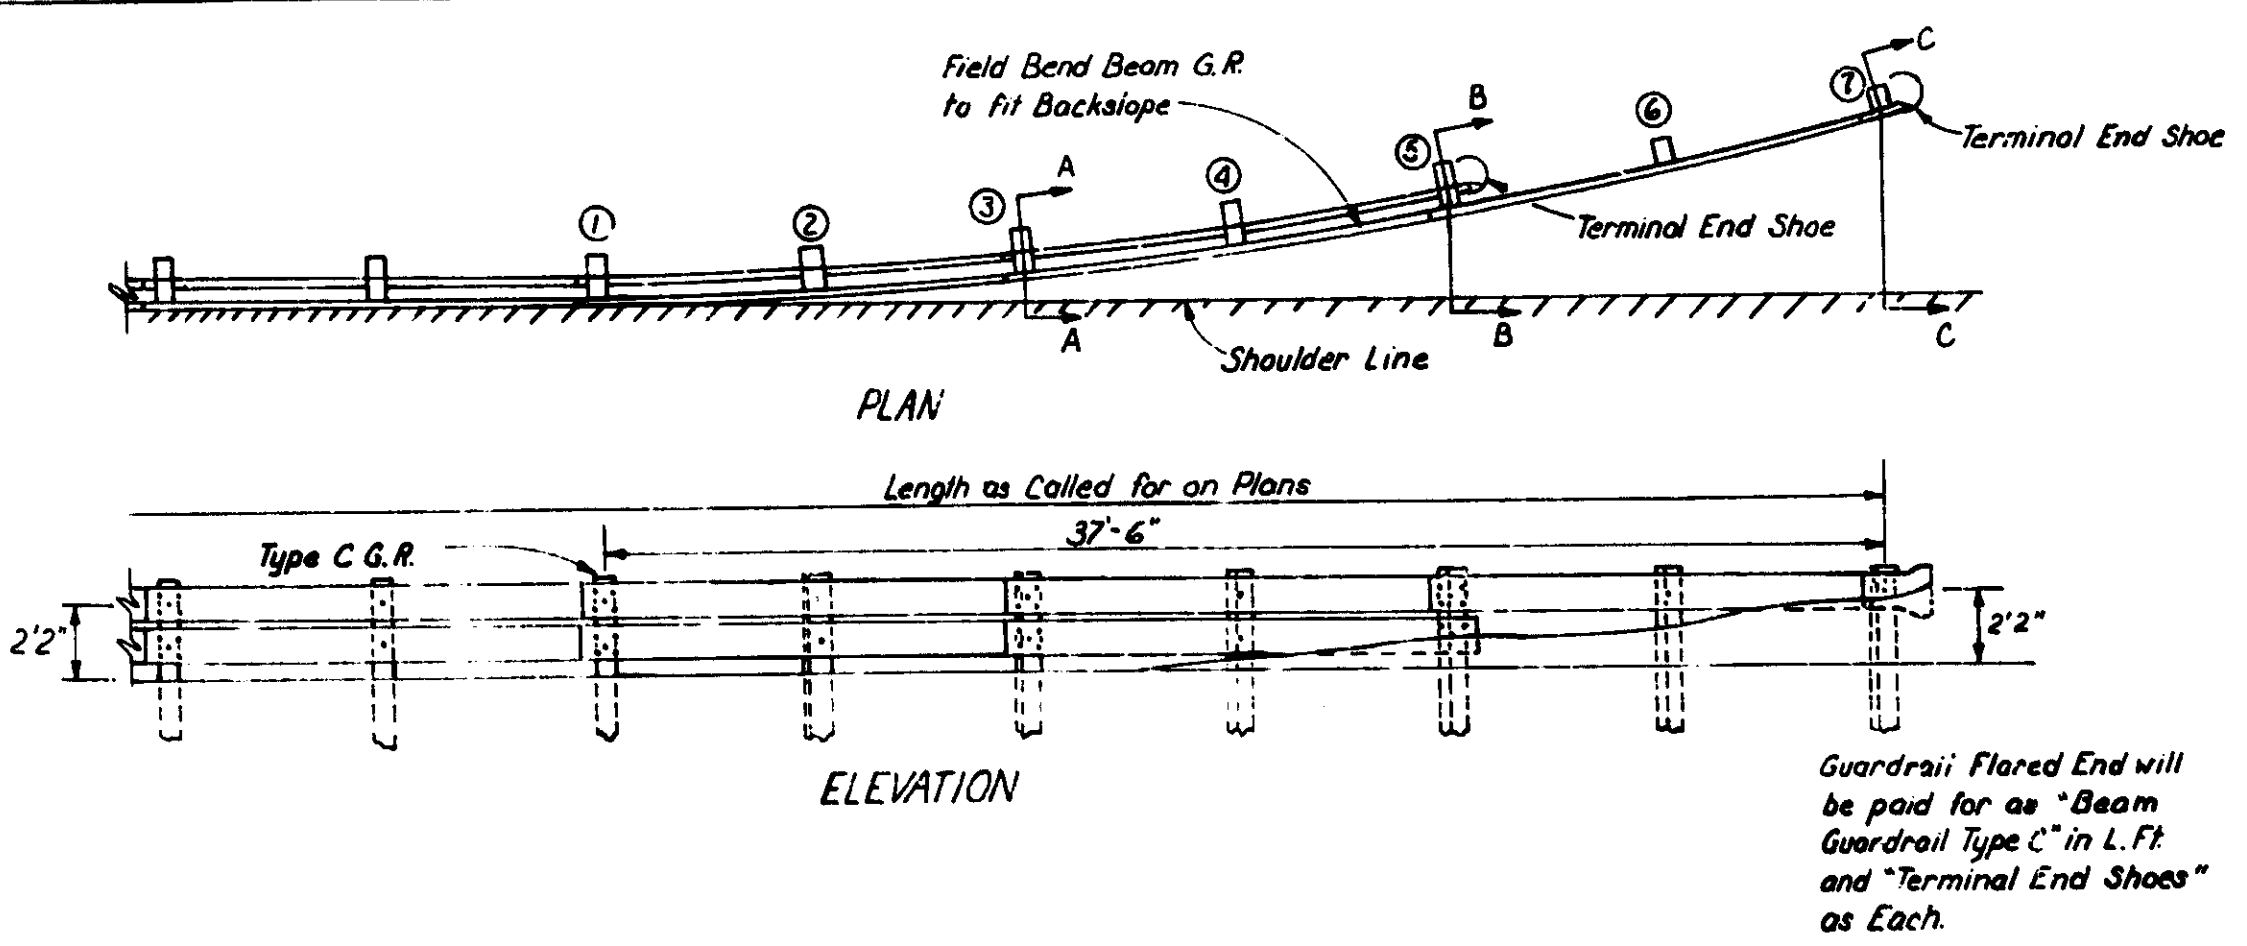 Field Bend Beam G.R.
to fit Backslope
C
B
A
7
6
5
4
3
2
1
Terminal End Shoe
Terminal End Shoe
A
B
C
Shoulder Line
PLAN
Length as Called for on Plans
37'-6"
Type C G.R.
2'2"
2'2"
ELEVATION
Guardrail Flared End will
be paid for as "Beam
Guardrail Type C" in L.Ft.
and "Terminal End Shoes"
as Each.